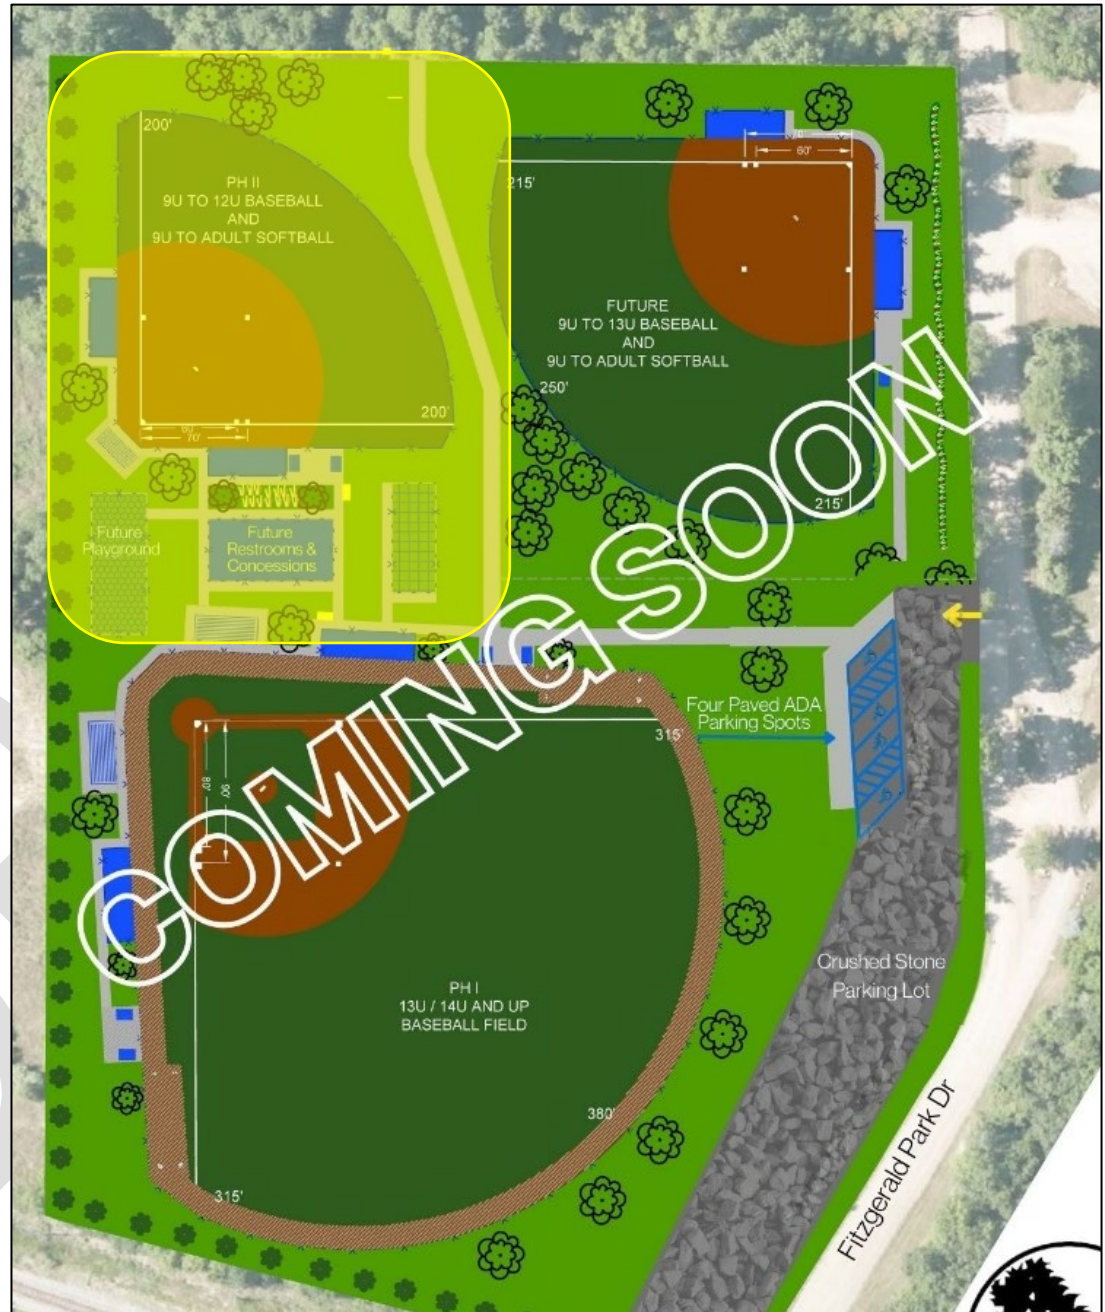 200'
PH II
9U TO 12U BASEBALL
AND
9U TO ADULT SOFTBALL
200'
60'
70'
60'
215'
FUTURE
9U TO 13U BASEBALL
AND
9U TO ADULT SOFTBALL
250'
215'
Future
Playground
Future
Restrooms &
Concessions
COMING SOON
Four Paved ADA
Parking Spots
315'
80'
90'
PH I
13U / 14U AND UP
BASEBALL FIELD
380'
315'
Crushed Stone
Parking Lot
Fitzgerald Park Dr